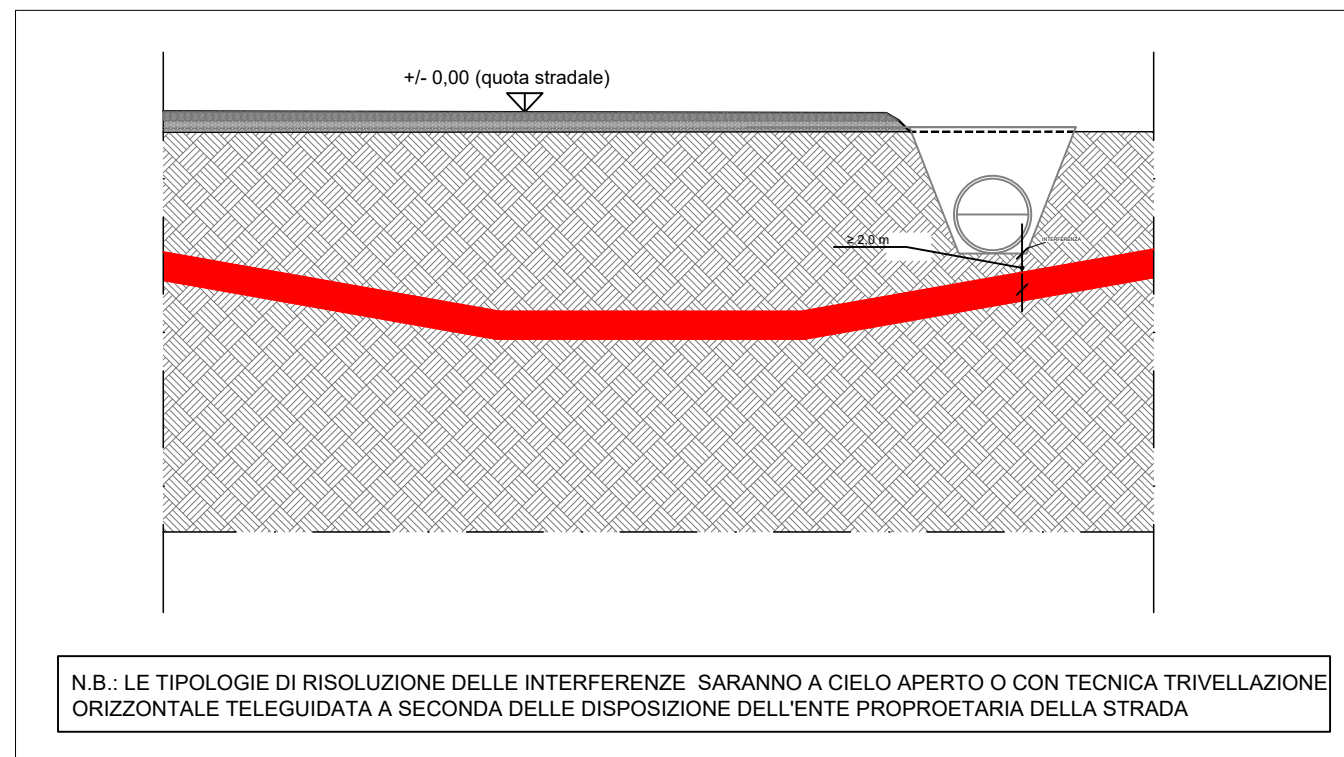 +/- 0,00 (quota stradale)
≥ 2,0 m
INTERFERENZA
N.B.: LE TIPOLOGIE DI RISOLUZIONE DELLE INTERFERENZE SARANNO A CIELO APERTO O CON TECNICA TRIVELLAZIONE
ORIZZONTALE TELEGUIDATA A SECONDA DELLE DISPOSIZIONE DELL'ENTE PROPROETARIA DELLA STRADA